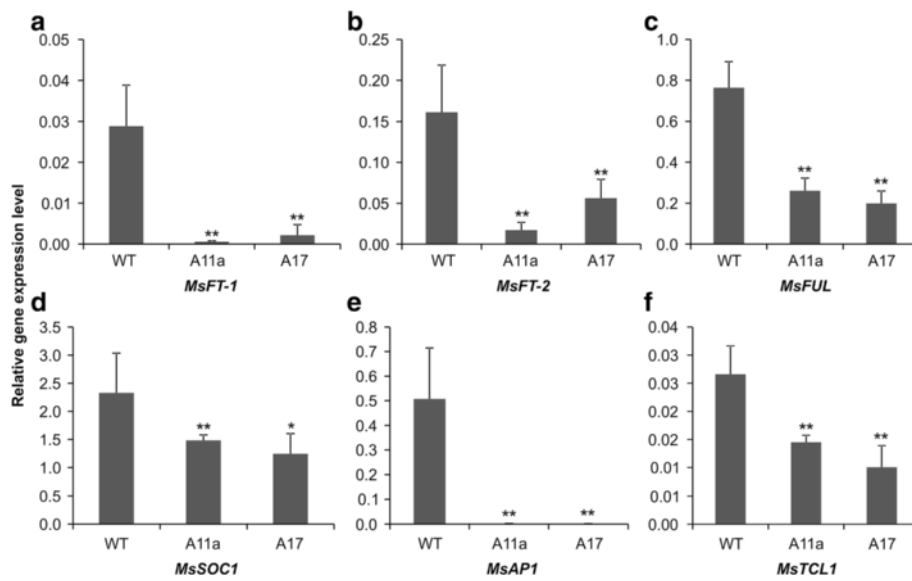 a
b
c
Relative gene expression level
0.05
0.04
0.03
0.02
0.01
0.00
**
**
WT A11a A17
MsFT-1
0.25
0.20
0.15
0.10
0.05
0.00
**
**
WT A11a A17
MsFT-2
1.0
0.8
0.6
0.4
0.2
0.0
**
**
WT A11a A17
MsFUL
d
e
f
3.5
3.0
2.5
2.0
1.5
1.0
0.5
0.0
**
*
WT A11a A17
MsSOC1
0.8
0.7
0.6
0.5
0.4
0.3
0.2
0.1
0.0
**
**
WT A11a A17
MsAP1
0.04
0.03
0.03
0.02
0.02
0.01
0.01
0.00
**
**
WT A11a A17
MsTCL1